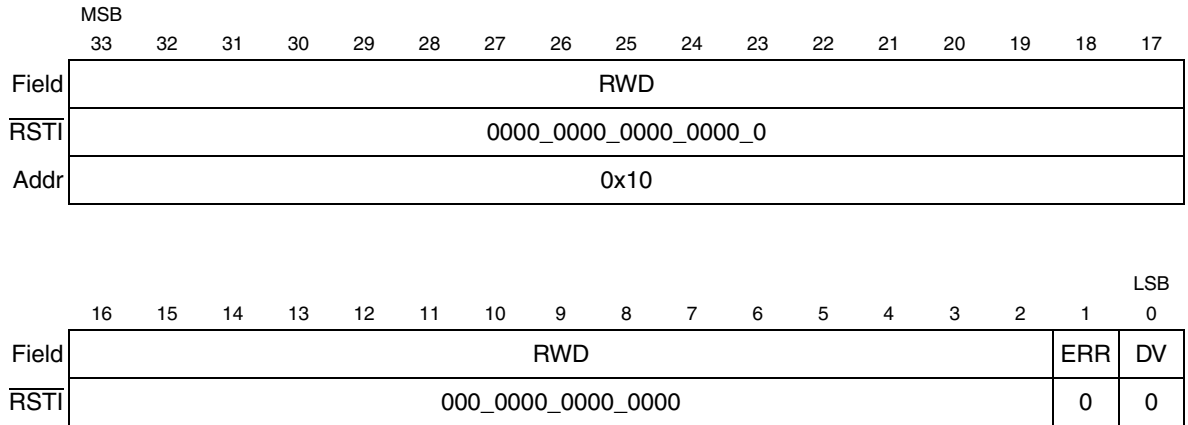 MSB
33 32 31 30 29 28 27 26 25 24 23 22 21 20 19 18 17
Field RWD
RSTI 0000_0000_0000_0000_0
Addr 0x10
LSB
16 15 14 13 12 11 10 9 8 7 6 5 4 3 2 1 0
Field RWD ERR DV
RSTI 000_0000_0000_0000 0 0